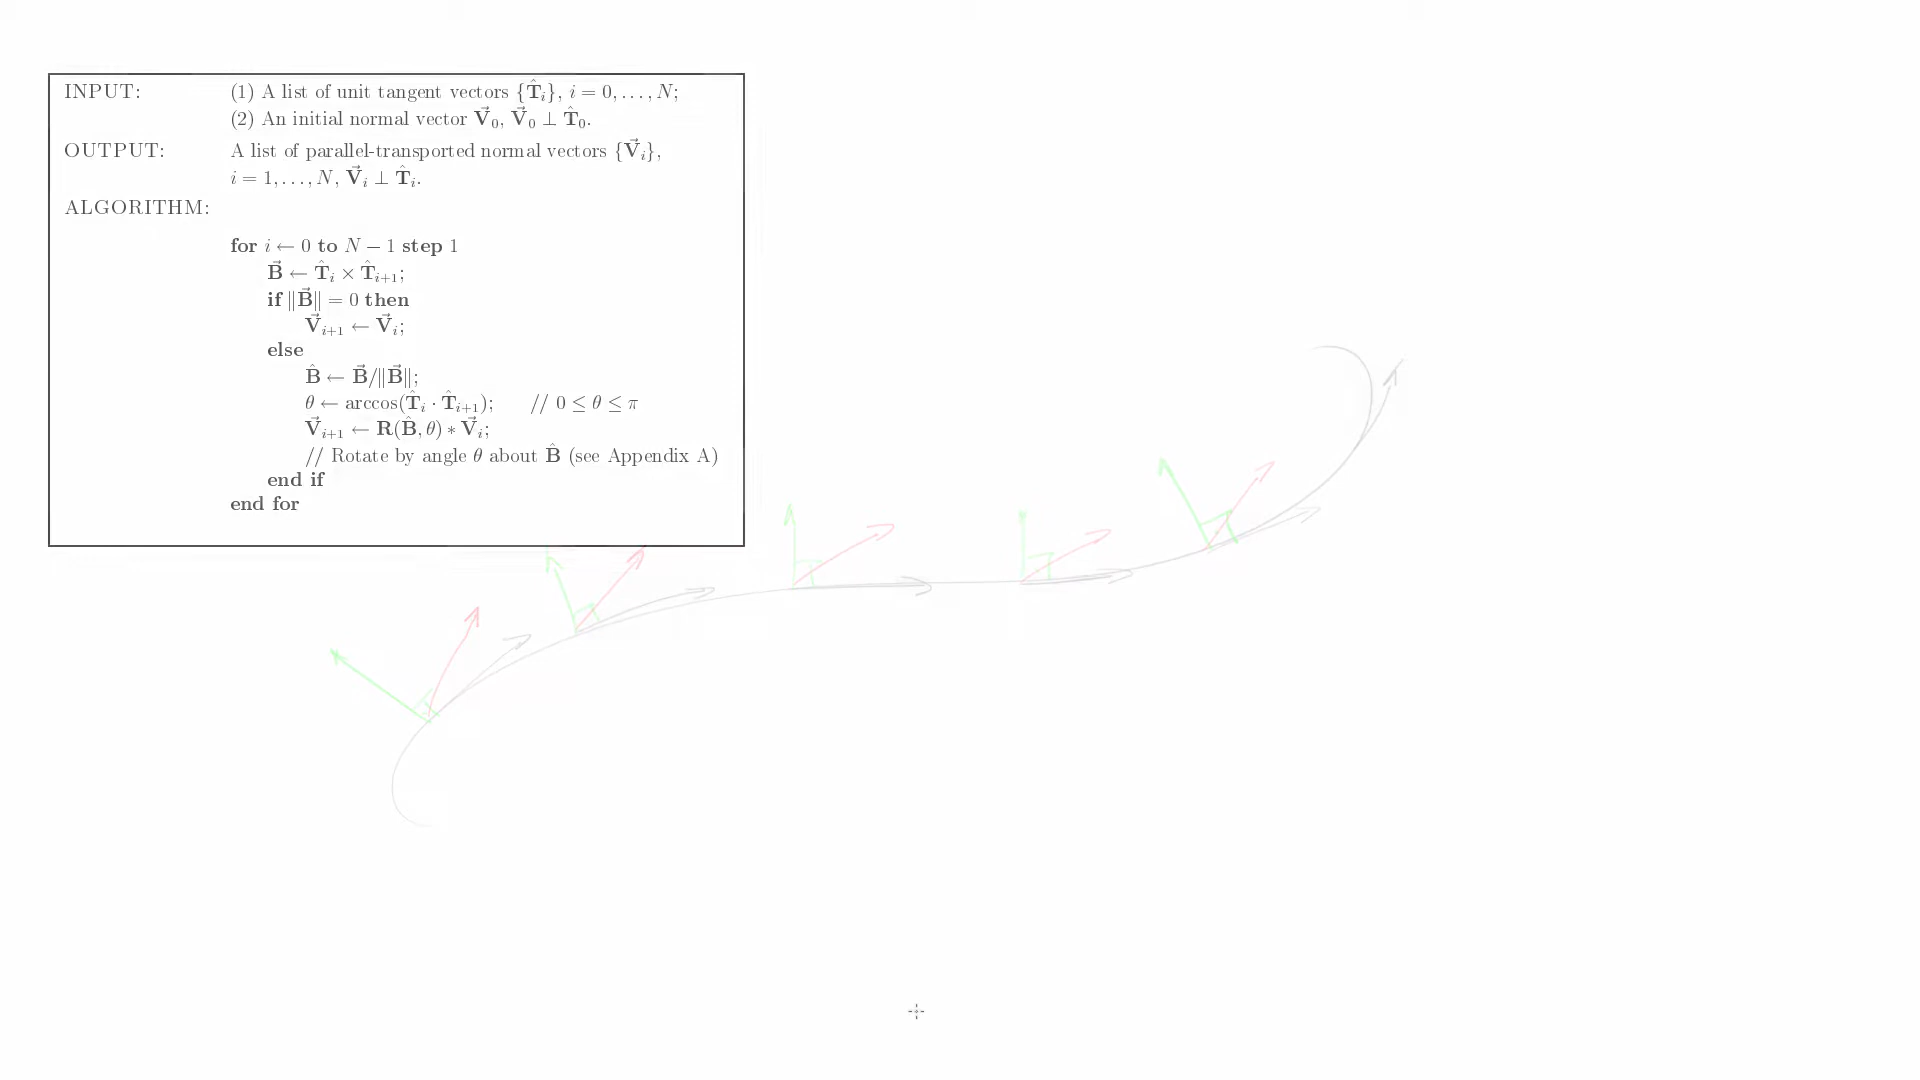 INPUT: (1) A list of unit tangent vectors {T̂ᵢ}, i = 0, . . . , N;
(2) An initial normal vector V⃗₀, V⃗₀ ⊥ T̂₀.
OUTPUT: A list of parallel-transported normal vectors {V⃗ᵢ},
i = 1, . . . , N, V⃗ᵢ ⊥ T̂ᵢ.
ALGORITHM:
for i ← 0 to N − 1 step 1
B⃗ ← T̂ᵢ × T̂ᵢ₊₁;
if ‖B⃗‖ = 0 then
V⃗ᵢ₊₁ ← V⃗ᵢ;
else
B̂ ← B⃗/‖B⃗‖;
θ ← arccos(T̂ᵢ · T̂ᵢ₊₁); // 0 ≤ θ ≤ π
V⃗ᵢ₊₁ ← R(B̂, θ) ∗ V⃗ᵢ;
// Rotate by angle θ about B̂ (see Appendix A)
end if
end for